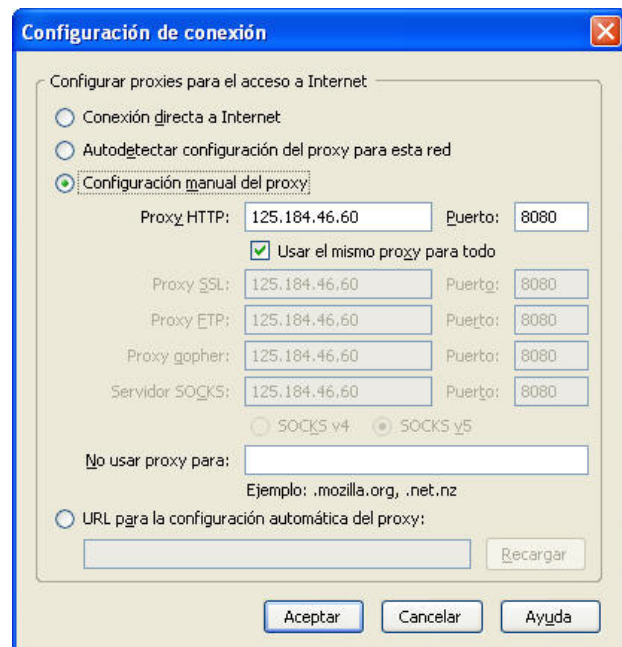 Configuración de conexión
Configurar proxies para el acceso a Internet
Conexión directa a Internet
Autodetectar configuración del proxy para esta red
Configuración manual del proxy
Proxy HTTP: 125.184.46.60 Puerto: 8080
Usar el mismo proxy para todo
Proxy SSL: 125.184.46.60 Puerto: 8080
Proxy FTP: 125.184.46.60 Puerto: 8080
Proxy gopher: 125.184.46.60 Puerto: 8080
Servidor SOCKS: 125.184.46.60 Puerto: 8080
SOCKS v4 SOCKS v5
No usar proxy para:
Ejemplo: .mozilla.org, .net.nz
URL para la configuración automática del proxy:
Recargar
Aceptar Cancelar Ayuda